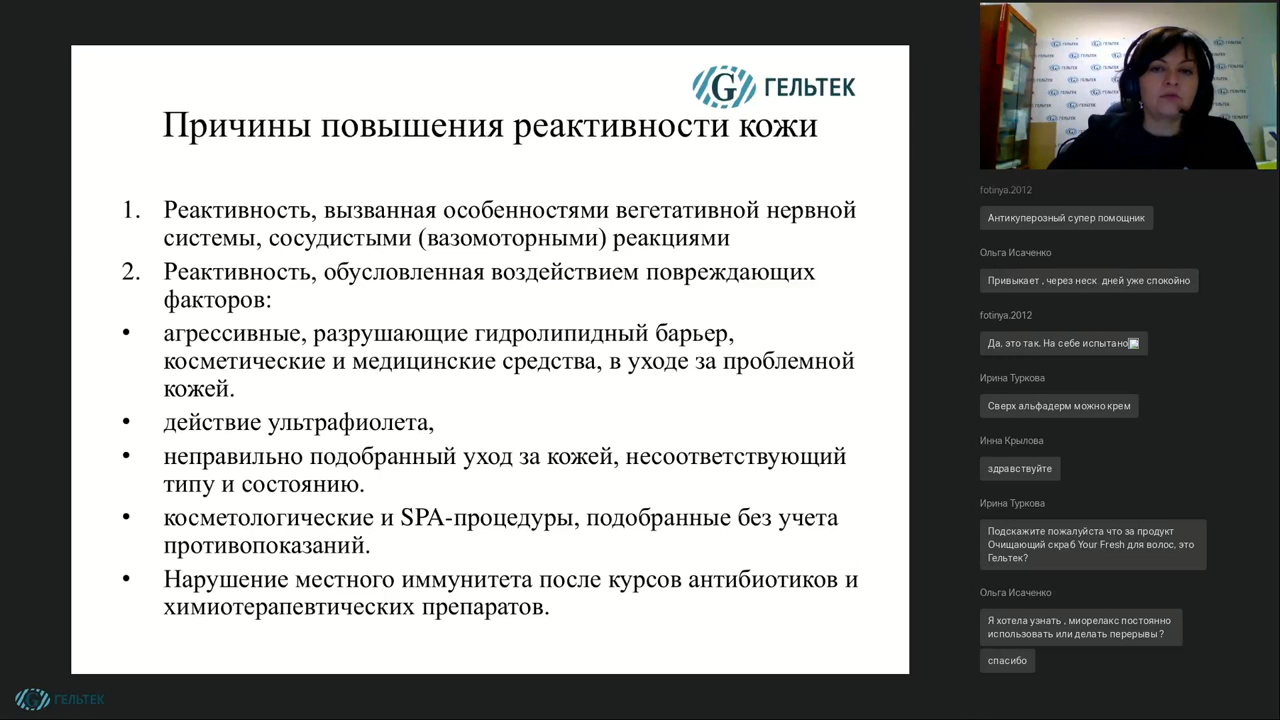 ГЕЛЬТЕК
Причины повышения реактивности кожи
1. Реактивность, вызванная особенностями вегетативной нервной
системы, сосудистыми (вазомоторными) реакциями
2. Реактивность, обусловленная воздействием повреждающих
факторов:
• агрессивные, разрушающие гидролипидный барьер,
косметические и медицинские средства, в уходе за проблемной
кожей.
• действие ультрафиолета,
• неправильно подобранный уход за кожей, несоответствующий
типу и состоянию.
• косметологические и SPA-процедуры, подобранные без учета
противопоказаний.
• Нарушение местного иммунитета после курсов антибиотиков и
химиотерапевтических препаратов.
ГЕЛЬТЕК
fotinya.2012
Антикуперозный супер помощник
Ольга Исаченко
Привыкает , через неск дней уже спокойно
fotinya.2012
Да, это так. На себе испытано
Ирина Туркова
Сверх альфадерм можно крем
Инна Крылова
здравствуйте
Ирина Туркова
Подскажите пожалуйста что за продукт
Очищающий скраб Your Fresh для волос, это
Гельтек?
Ольга Исаченко
Я хотела узнать , миорелакс постоянно
использовать или делать перерывы ?
спасибо